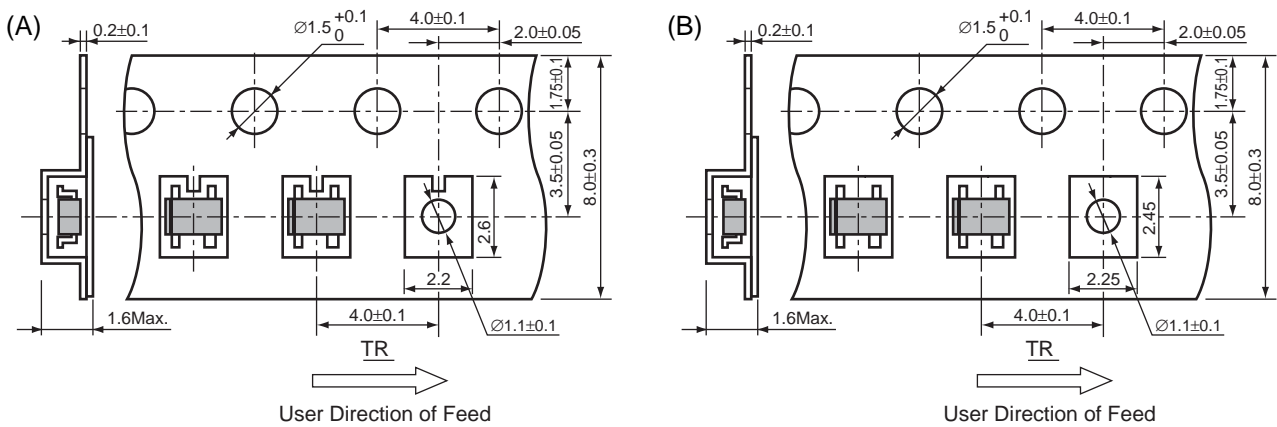 (A)
0.2±0.1
Ø1.5 +0.1 0
4.0±0.1
2.0±0.05
1.75±0.1
3.5±0.05
8.0±0.3
2.6
2.2
1.6Max.
4.0±0.1
Ø1.1±0.1
TR
User Direction of Feed
(B)
0.2±0.1
Ø1.5 +0.1 0
4.0±0.1
2.0±0.05
1.75±0.1
3.5±0.05
8.0±0.3
2.45
2.25
1.6Max.
4.0±0.1
Ø1.1±0.1
TR
User Direction of Feed